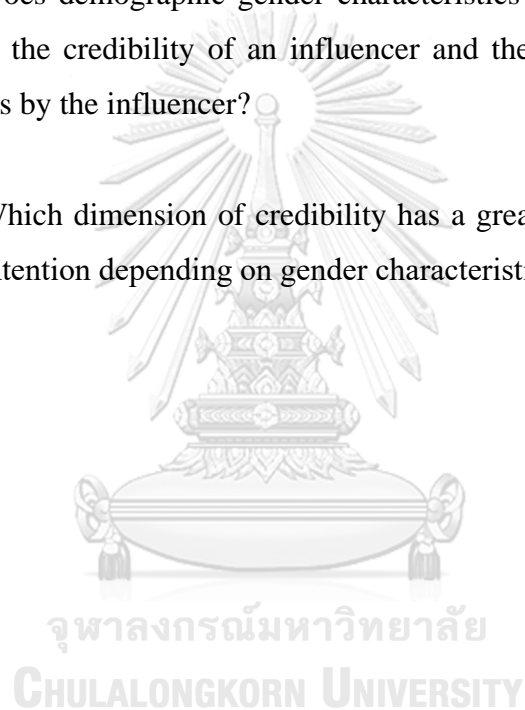 oes demographic gender characteristics
the credibility of an influencer and the
s by the influencer?
Which dimension of credibility has a grea
tention depending on gender characteristi
จุฬาลงกรณ์มหาวิทยาลัย
CHULALONGKORN UNIVERSITY